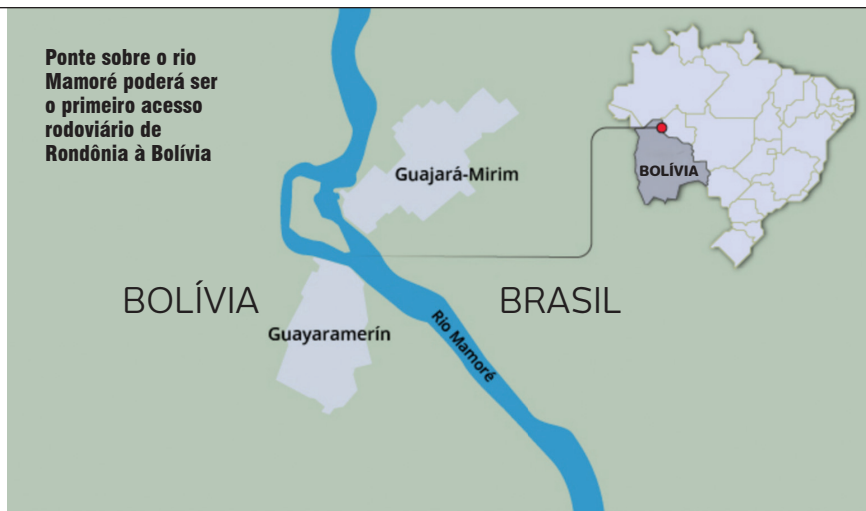 Ponte sobre o rio
Mamoré poderá ser
o primeiro acesso
rodoviário de
Rondônia à Bolívia
Guajará-Mirim
BOLÍVIA
BOLÍVIA
BRASIL
Guayaramerín
Rio Mamoré